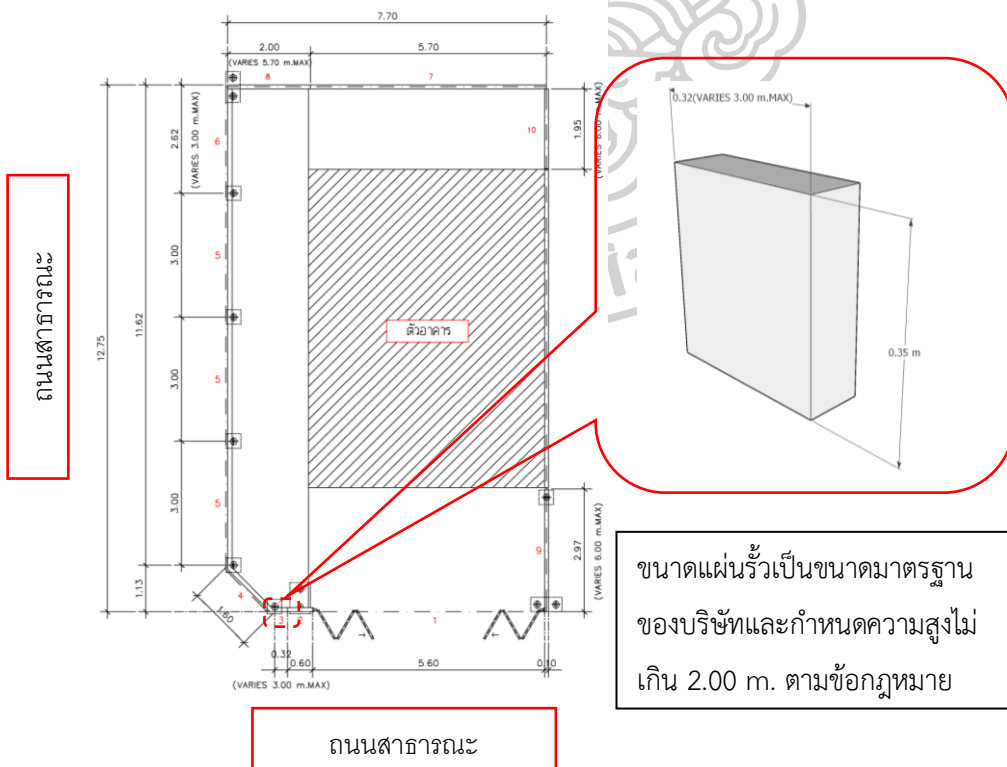 7.70
2.00
5.70
(VARIES 5.70 m.MAX)
8
7
0.32(VARIES 3.00 m.MAX)
2.62
(VARIES 3.00 m.MAX)
6
10
1.95
(VARIES 6.00 m.MAX)
ถนนสาธารณะ
12.75
11.62
3.00
5
ตัวอาคาร
0.35 m
3.00
5
3.00
5
9
2.97
(VARIES 6.00 m.MAX)
1.13
4
1.60
3
2
1
0.32
0.60
5.60
0.10
(VARIES 3.00 m.MAX)
ขนาดแผ่นรั้วเป็นขนาดมาตรฐาน
ของบริษัทและกำหนดความสูงไม่
เกิน 2.00 m. ตามข้อกฎหมาย
ถนนสาธารณะ